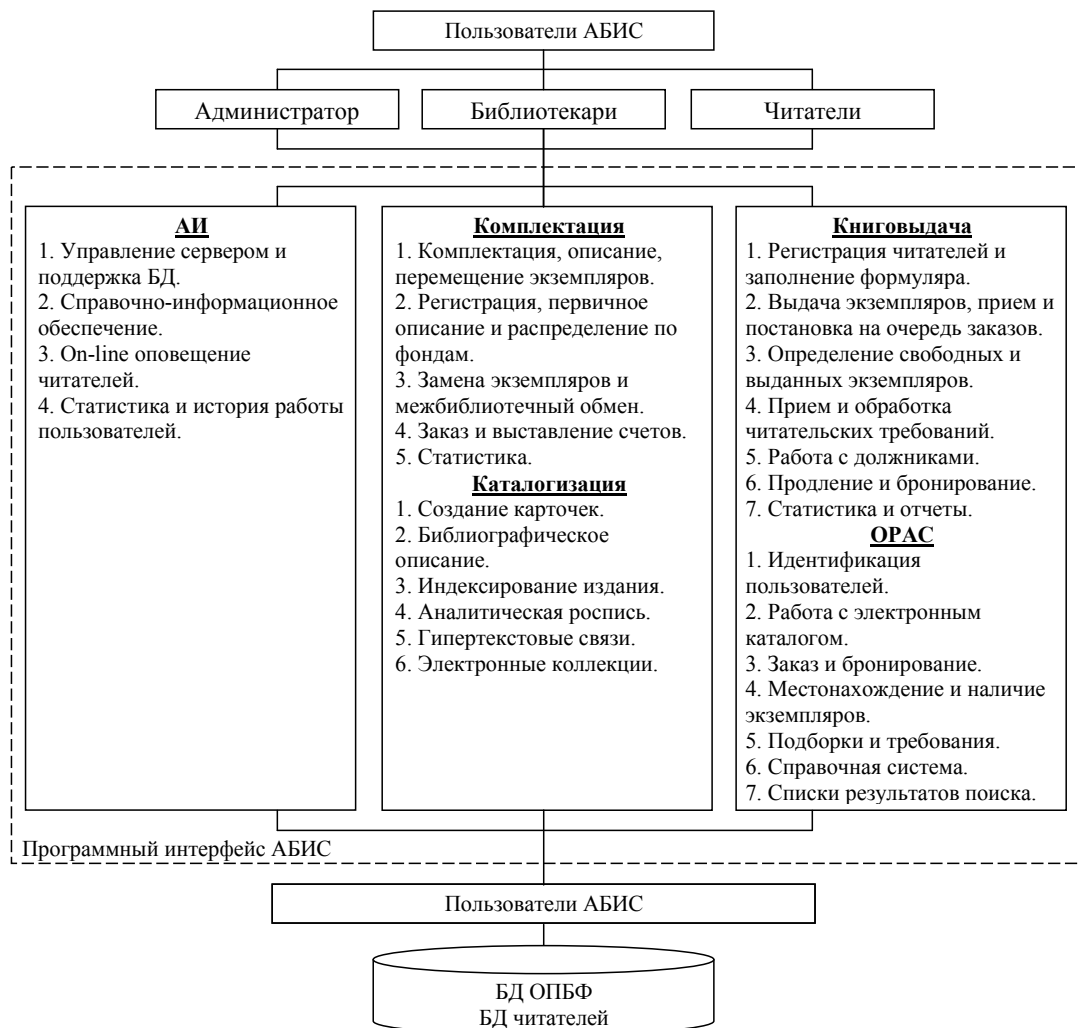 Пользователи АБИС
Администратор
Библиотекари
Читатели
АИ
1. Управление сервером и
поддержка БД.
2. Справочно-информационное
обеспечение.
3. On-line оповещение
читателей.
4. Статистика и история работы
пользователей.
Комплектация
1. Комплектация, описание,
перемещение экземпляров.
2. Регистрация, первичное
описание и распределение по
фондам.
3. Замена экземпляров и
межбиблиотечный обмен.
4. Заказ и выставление счетов.
5. Статистика.
Каталогизация
1. Создание карточек.
2. Библиографическое
описание.
3. Индексирование издания.
4. Аналитическая роспись.
5. Гипертекстовые связи.
6. Электронные коллекции.
Книговыдача
1. Регистрация читателей и
заполнение формуляра.
2. Выдача экземпляров, прием и
постановка на очередь заказов.
3. Определение свободных и
выданных экземпляров.
4. Прием и обработка
читательских требований.
5. Работа с должниками.
6. Продление и бронирование.
7. Статистика и отчеты.
ОРАС
1. Идентификация
пользователей.
2. Работа с электронным
каталогом.
3. Заказ и бронирование.
4. Местонахождение и наличие
экземпляров.
5. Подборки и требования.
6. Справочная система.
7. Списки результатов поиска.
Программный интерфейс АБИС
Пользователи АБИС
БД ОПБФ
БД читателей